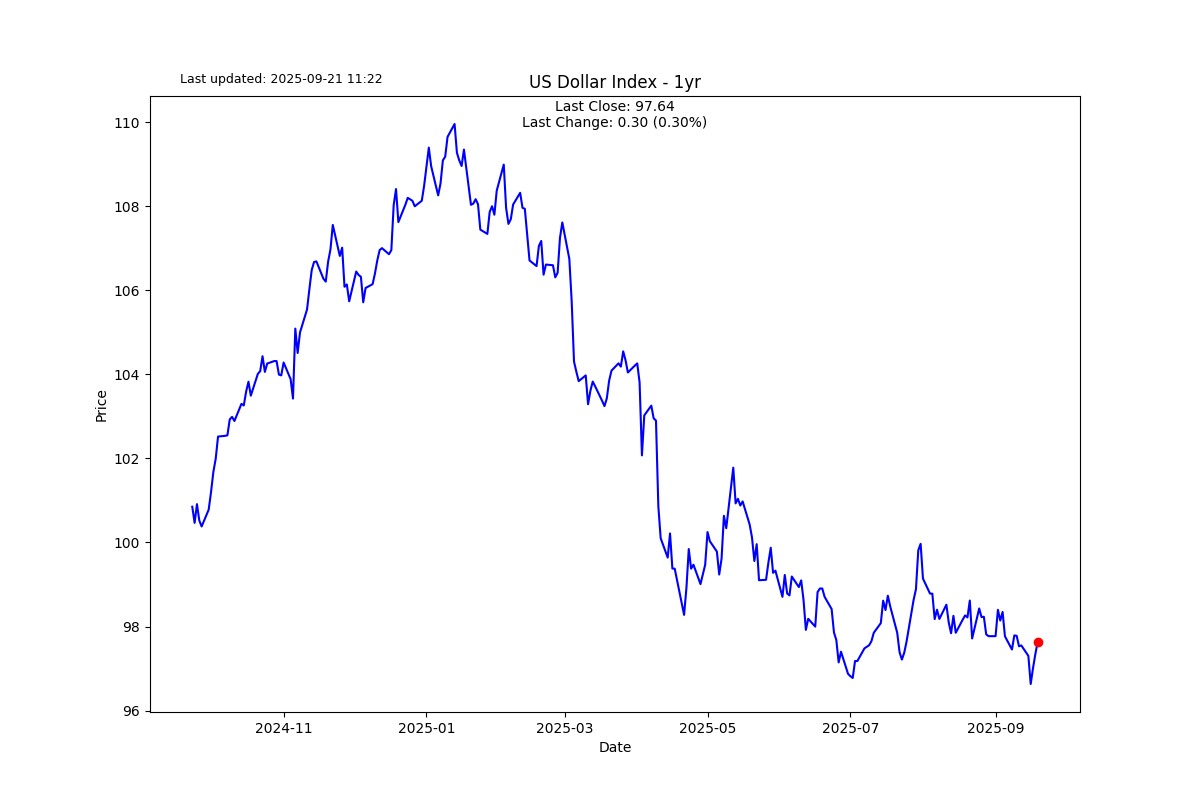 Last updated: 2025-09-21 11:22
US Dollar Index - 1yr
Last Close: 97.64
Last Change: 0.30 (0.30%)
Price
110
108
106
104
102
100
98
96
2024-11
2025-01
2025-03
2025-05
2025-07
2025-09
Date